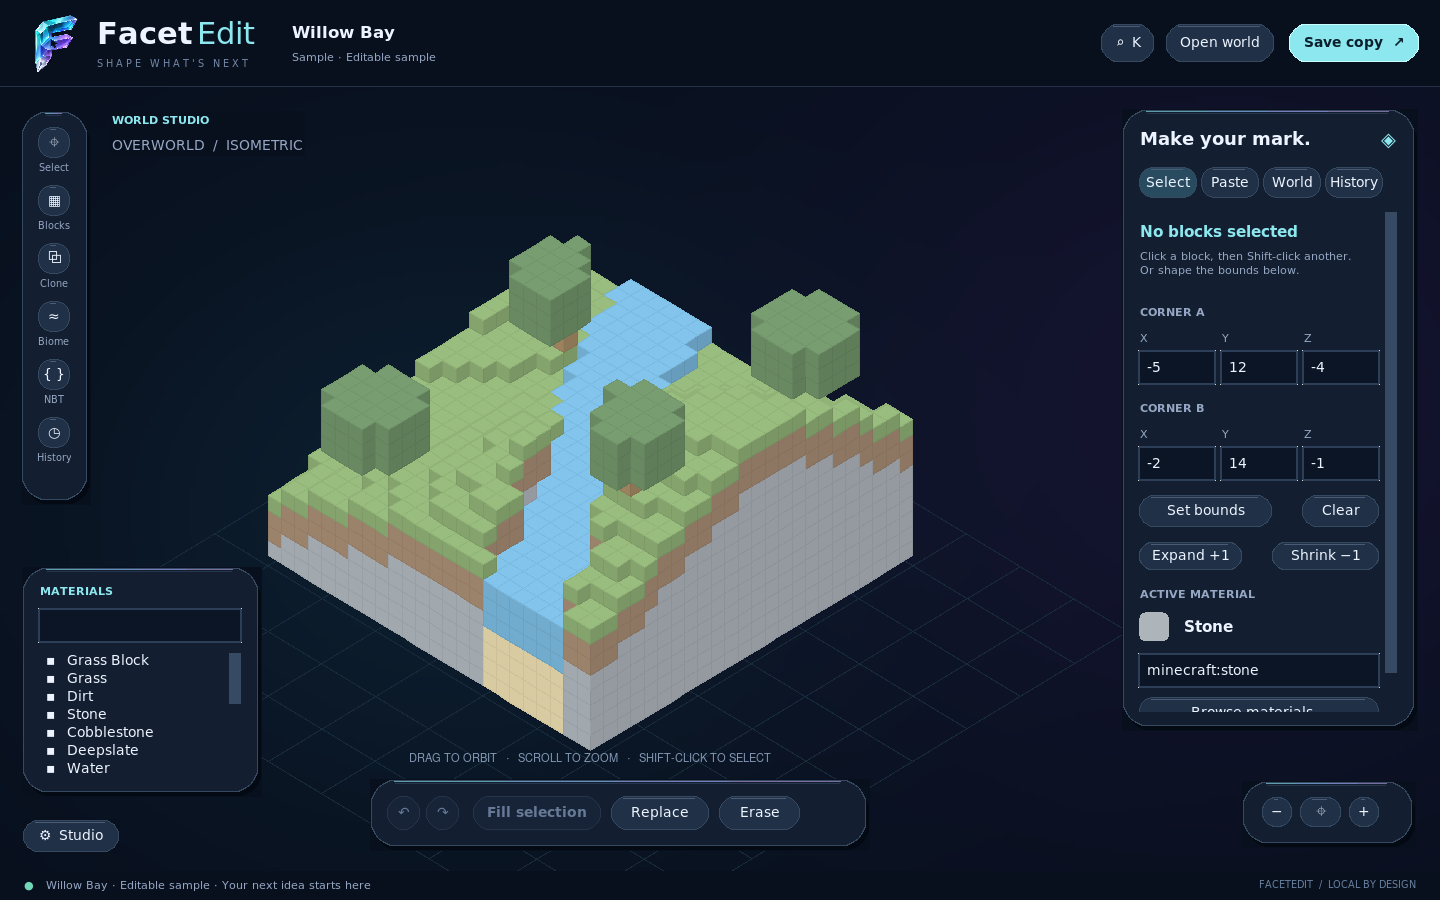 FacetEdit
SHAPE WHAT'S NEXT
Willow Bay
Sample · Editable sample
⌕ K
Open world
Save copy ↗
WORLD STUDIO
OVERWORLD / ISOMETRIC
Select
Blocks
Clone
Biome
{ }
NBT
History
MATERIALS
Grass Block
Grass
Dirt
Stone
Cobblestone
Deepslate
Water
⚙ Studio
DRAG TO ORBIT · SCROLL TO ZOOM · SHIFT-CLICK TO SELECT
↶ ↷ Fill selection Replace Erase
Make your mark.
Select Paste World History
No blocks selected
Click a block, then Shift-click another.
Or shape the bounds below.
CORNER A
X Y Z
-5 12 -4
CORNER B
X Y Z
-2 14 -1
Set bounds Clear
Expand +1 Shrink −1
ACTIVE MATERIAL
Stone
minecraft:stone
Browse materials
− +
Willow Bay · Editable sample · Your next idea starts here
FACETEDIT / LOCAL BY DESIGN